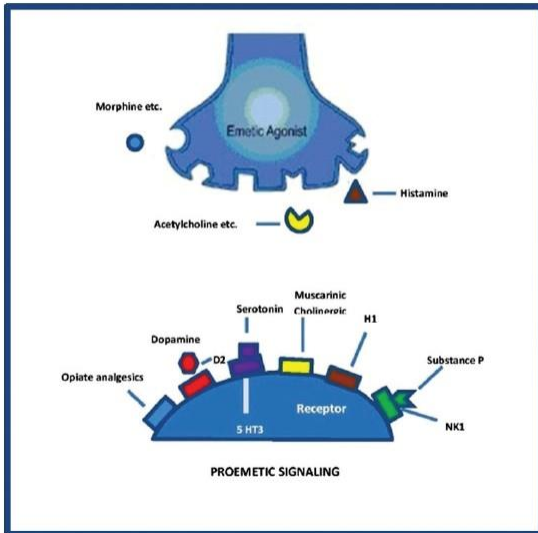 Morphine etc.
Emetic Agonist
Histamine
Acetylcholine etc.
Muscarinic
Cholinergic
Serotonin
H1
Dopamine
D2
Substance P
Opiate analgesics
Receptor
5 HT3
NK1
PROEMETIC SIGNALING